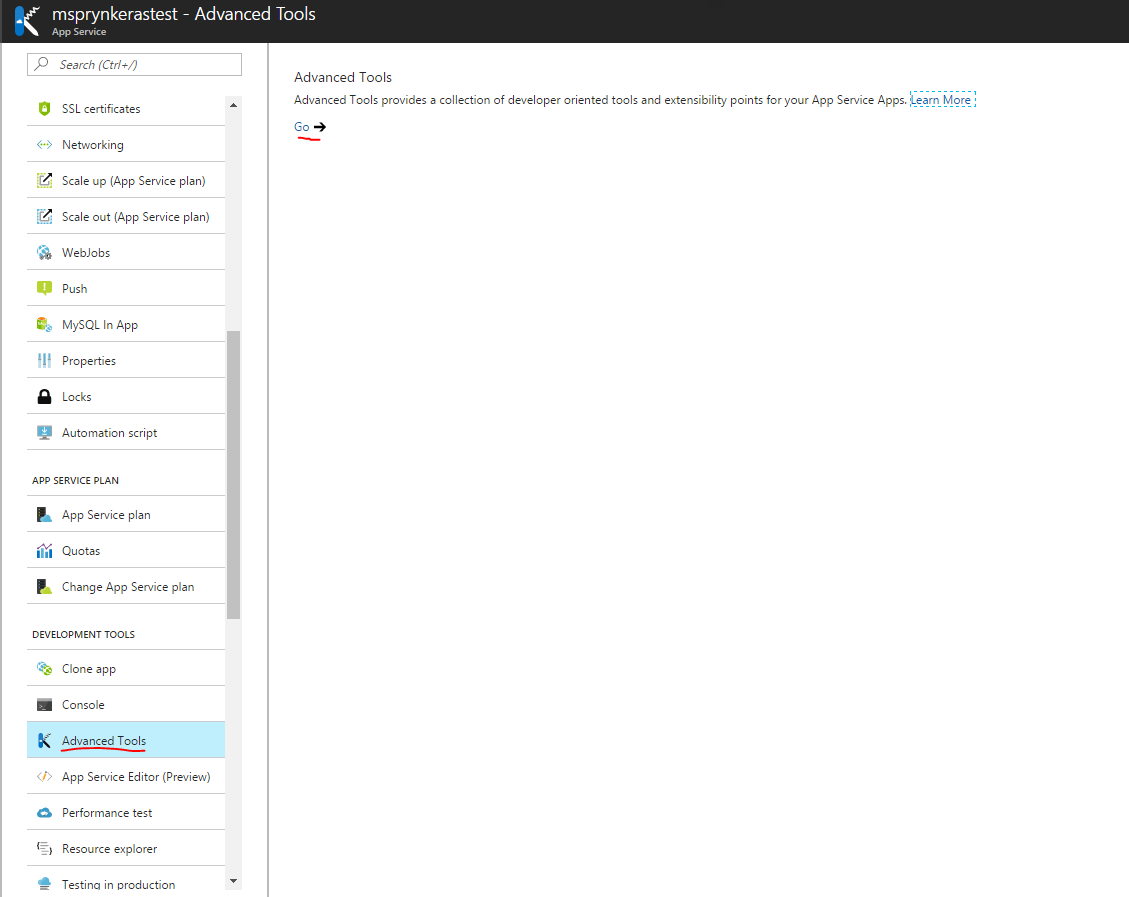 msprynkerastest - Advanced Tools
App Service
Search (Ctrl+/)
SSL certificates
Networking
Scale up (App Service plan)
Scale out (App Service plan)
WebJobs
Push
MySQL In App
Properties
Locks
Automation script
APP SERVICE PLAN
App Service plan
Quotas
Change App Service plan
DEVELOPMENT TOOLS
Clone app
Console
Advanced Tools
App Service Editor (Preview)
Performance test
Resource explorer
Testing in production
Advanced Tools
Advanced Tools provides a collection of developer oriented tools and extensibility points for your App Service Apps. Learn More
Go